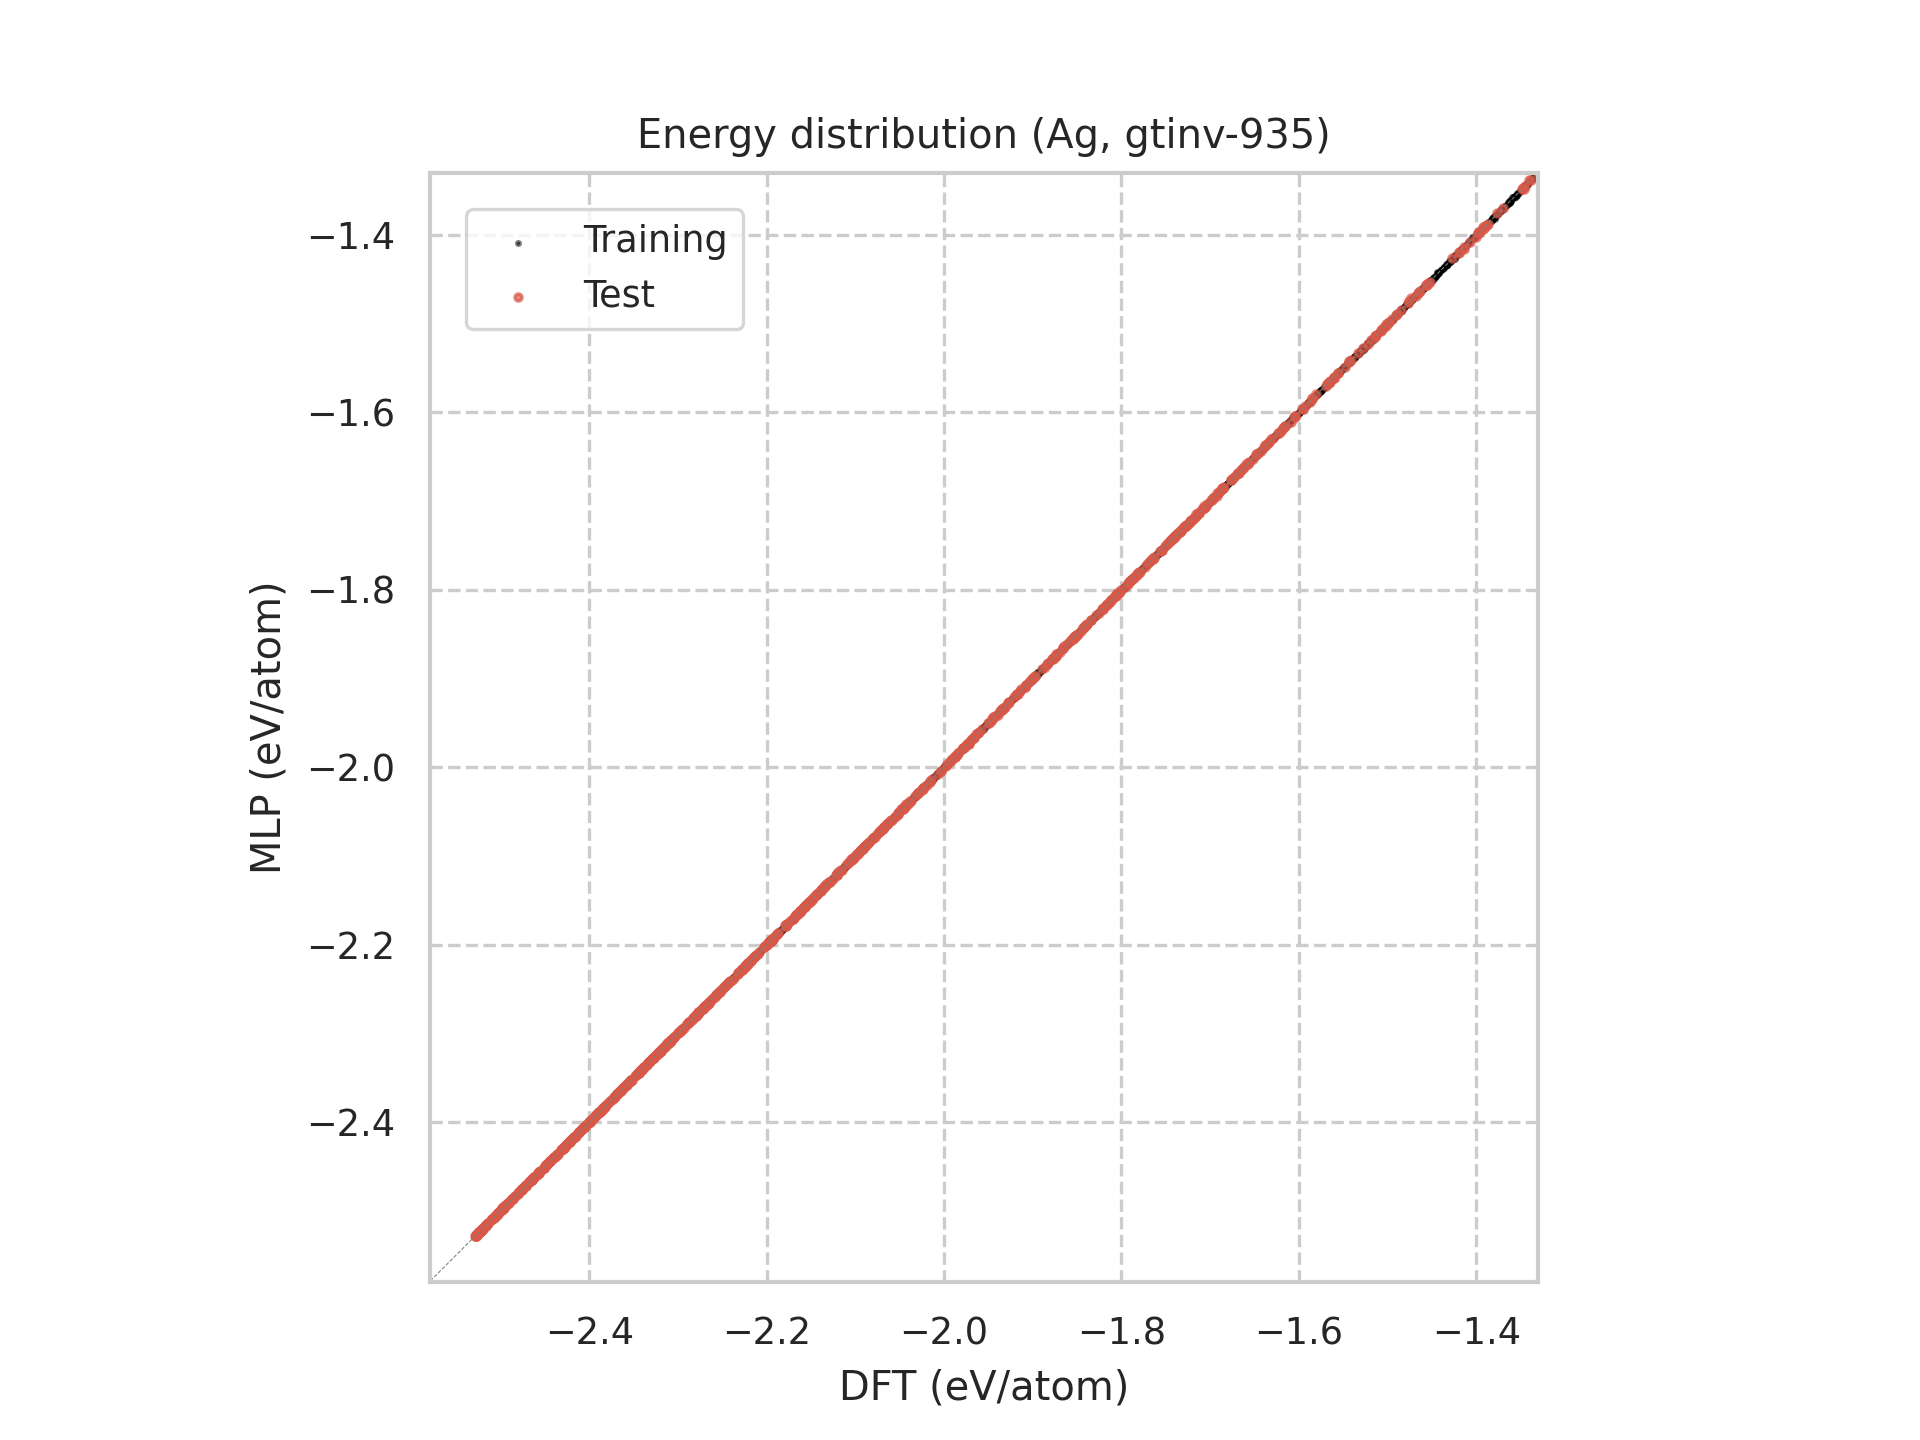 Energy distribution (Ag, gtinv-935)
Training
Test
MLP (eV/atom)
−1.4
−1.6
−1.8
−2.0
−2.2
−2.4
−2.4 −2.2 −2.0 −1.8 −1.6 −1.4
DFT (eV/atom)